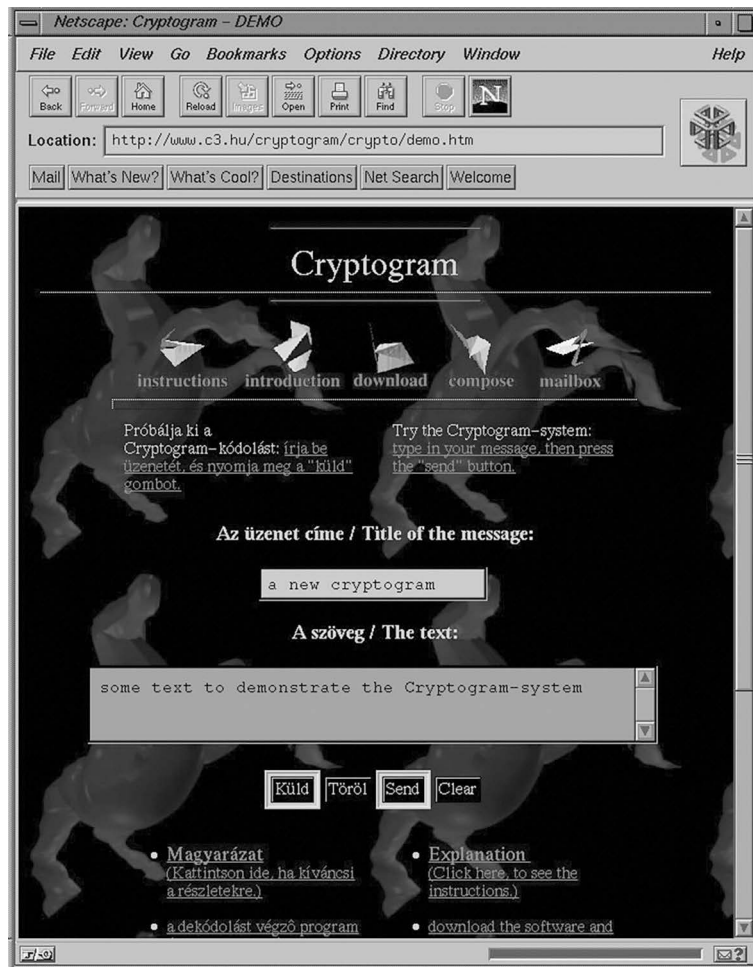 Netscape: Cryptogram – DEMO
File Edit View Go Bookmarks Options Directory Window Help
Back Forward Home Reload Images Open Print Find Stop N
Location: http://www.c3.hu/cryptogram/crypto/demo.htm
Mail What's New? What's Cool? Destinations Net Search Welcome
Cryptogram
instructions introduction download compose mailbox
Próbálja ki a
Cryptogram-kódolást: írja be
üzenetét, és nyomja meg a "küld"
gombot.
Try the Cryptogram-system:
type in your message, then press
the "send" button.
Az üzenet címe / Title of the message:
a new cryptogram
A szöveg / The text:
some text to demonstrate the Cryptogram-system
Küld Töröl Send Clear
• Magyarázat
(Kattintson ide, ha kíváncsi
a részletekre.)
• a dekódolást végzô program
• Explanation
(Click here, to see the
instructions.)
• download the software and